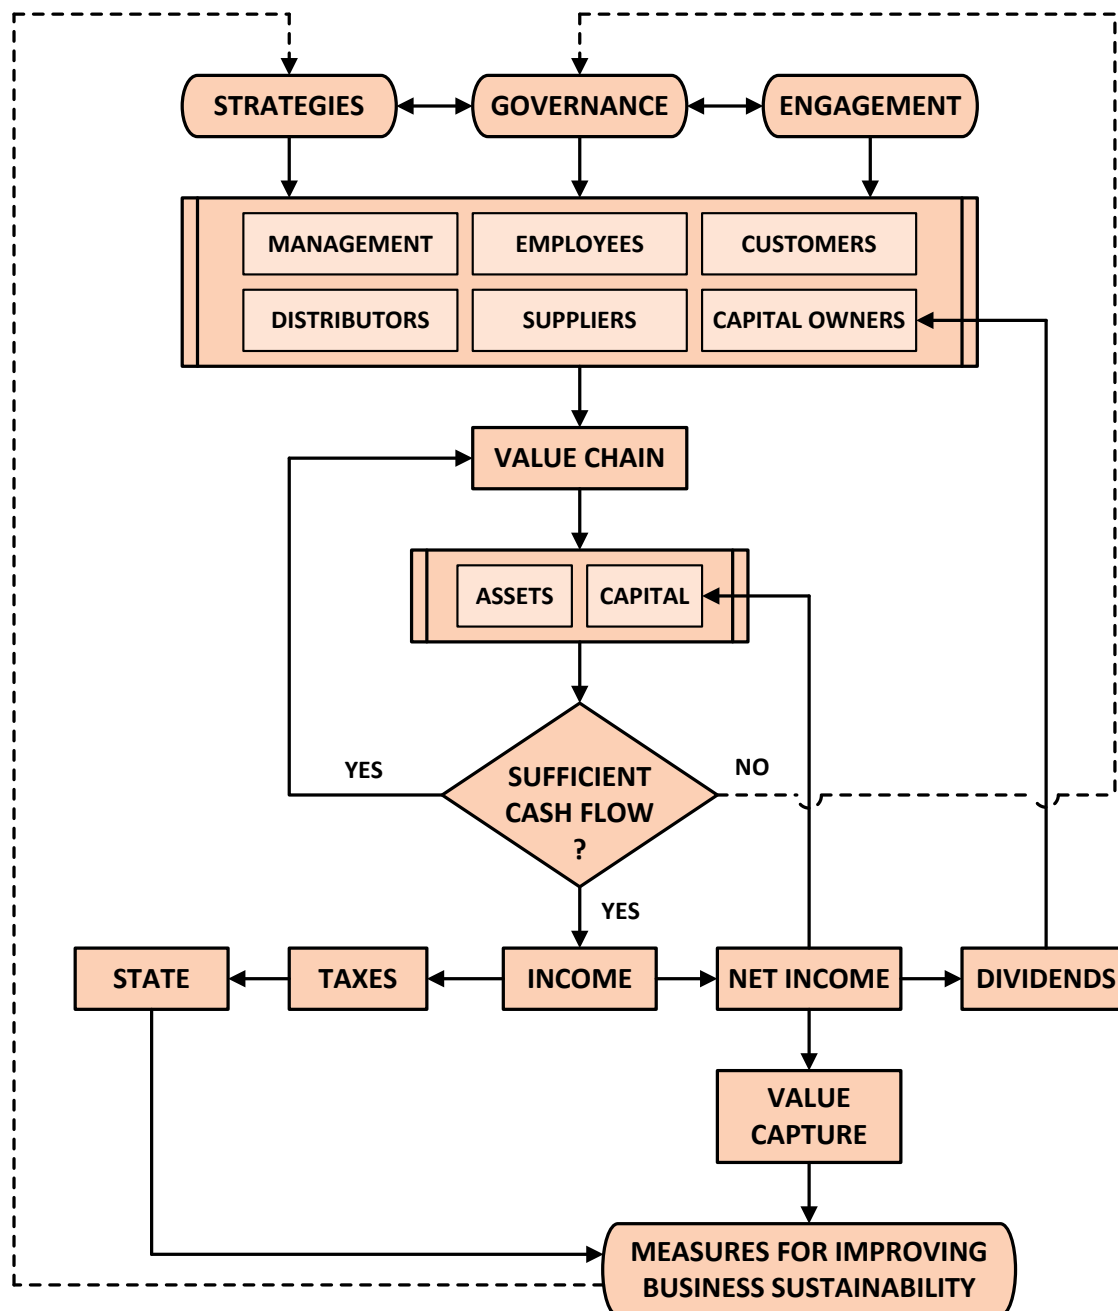 STRATEGIES
GOVERNANCE
ENGAGEMENT
MANAGEMENT
EMPLOYEES
CUSTOMERS
DISTRIBUTORS
SUPPLIERS
CAPITAL OWNERS
VALUE CHAIN
ASSETS
CAPITAL
YES
SUFFICIENT
CASH FLOW
?
NO
YES
STATE
TAXES
INCOME
NET INCOME
DIVIDENDS
VALUE
CAPTURE
MEASURES FOR IMPROVING
BUSINESS SUSTAINABILITY